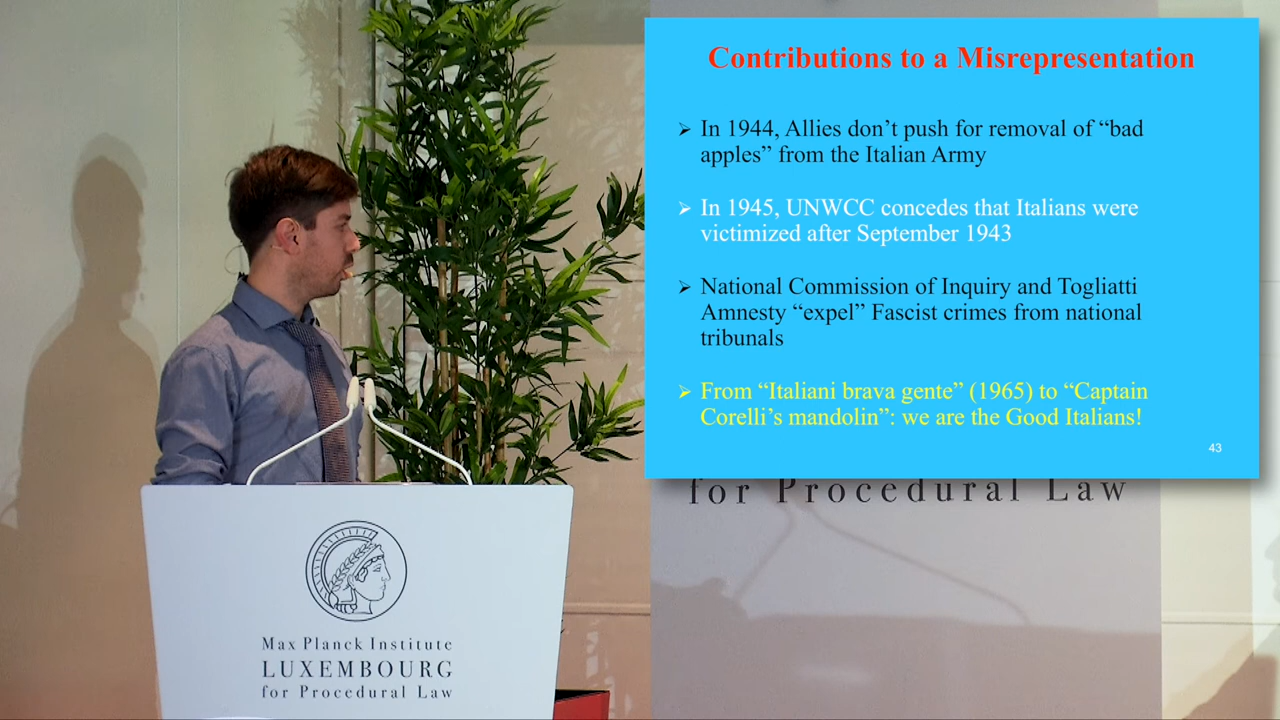 Contributions to a Misrepresentation
➢ In 1944, Allies don’t push for removal of “bad
apples” from the Italian Army
➢ In 1945, UNWCC concedes that Italians were
victimized after September 1943
➢ National Commission of Inquiry and Togliatti
Amnesty “expel” Fascist crimes from national
tribunals
➢ From “Italiani brava gente” (1965) to “Captain
Corelli’s mandolin”: we are the Good Italians!
43
for Procedural Law
Max Planck Institute
LUXEMBOURG
for Procedural Law